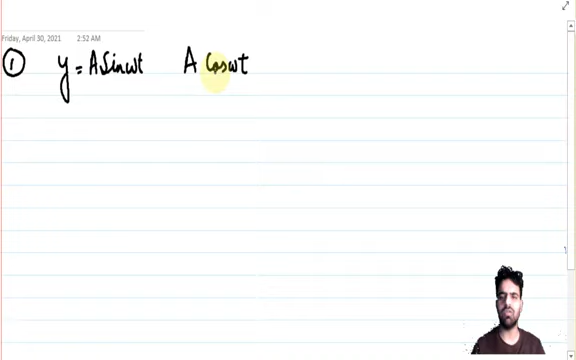 Friday, April 30, 2021 2:52 AM
① y = A Sinωt A Cosωt